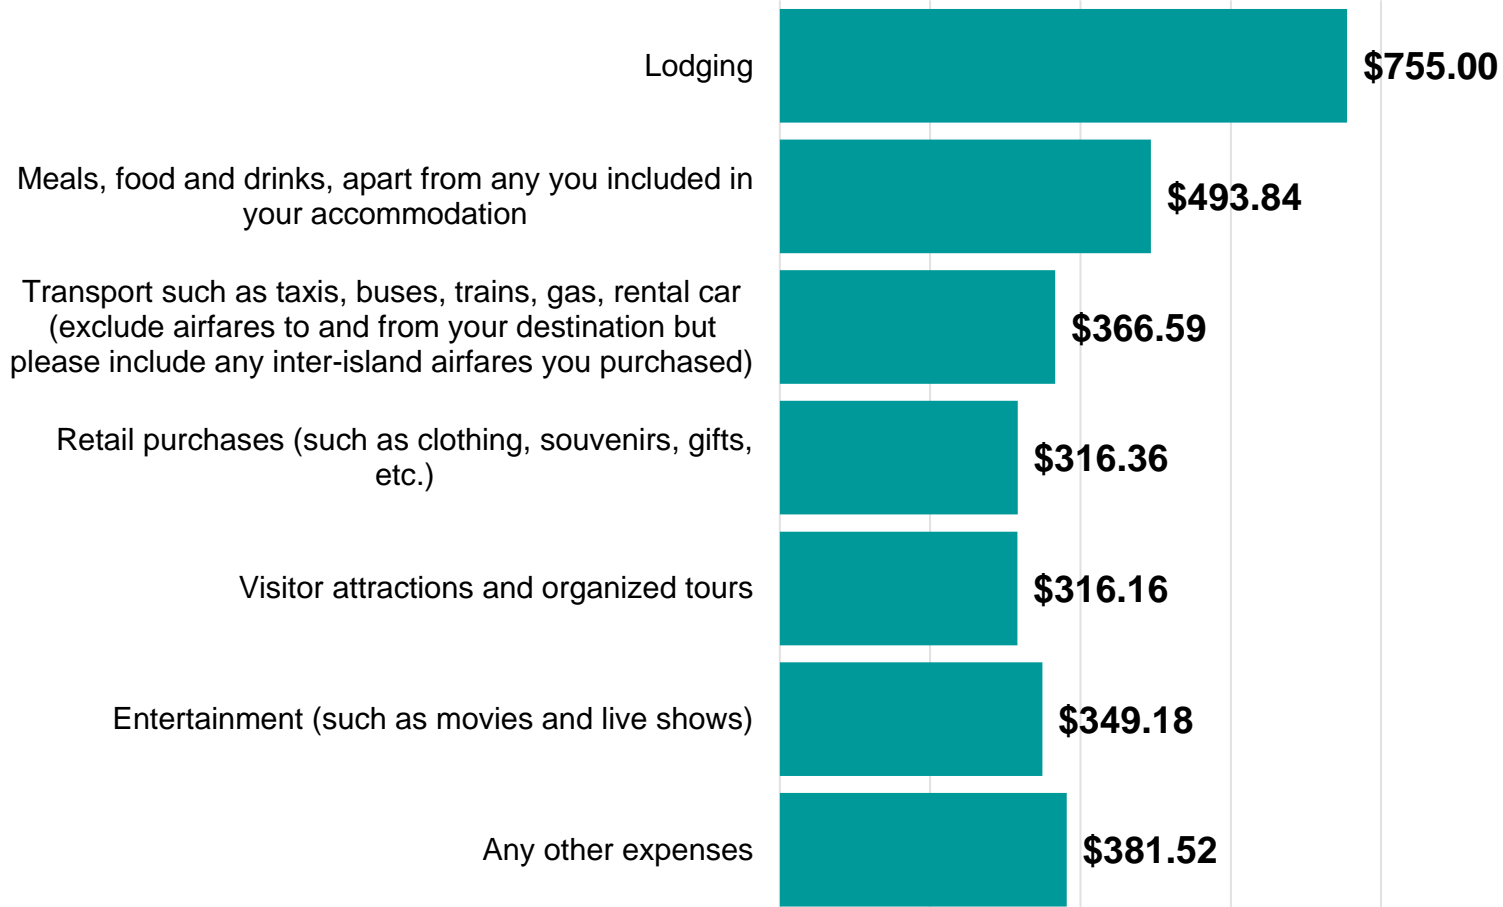 Lodging
$755.00
Meals, food and drinks, apart from any you included in
your accommodation
$493.84
Transport such as taxis, buses, trains, gas, rental car
(exclude airfares to and from your destination but
please include any inter-island airfares you purchased)
$366.59
Retail purchases (such as clothing, souvenirs, gifts,
etc.)
$316.36
Visitor attractions and organized tours
$316.16
Entertainment (such as movies and live shows)
$349.18
Any other expenses
$381.52